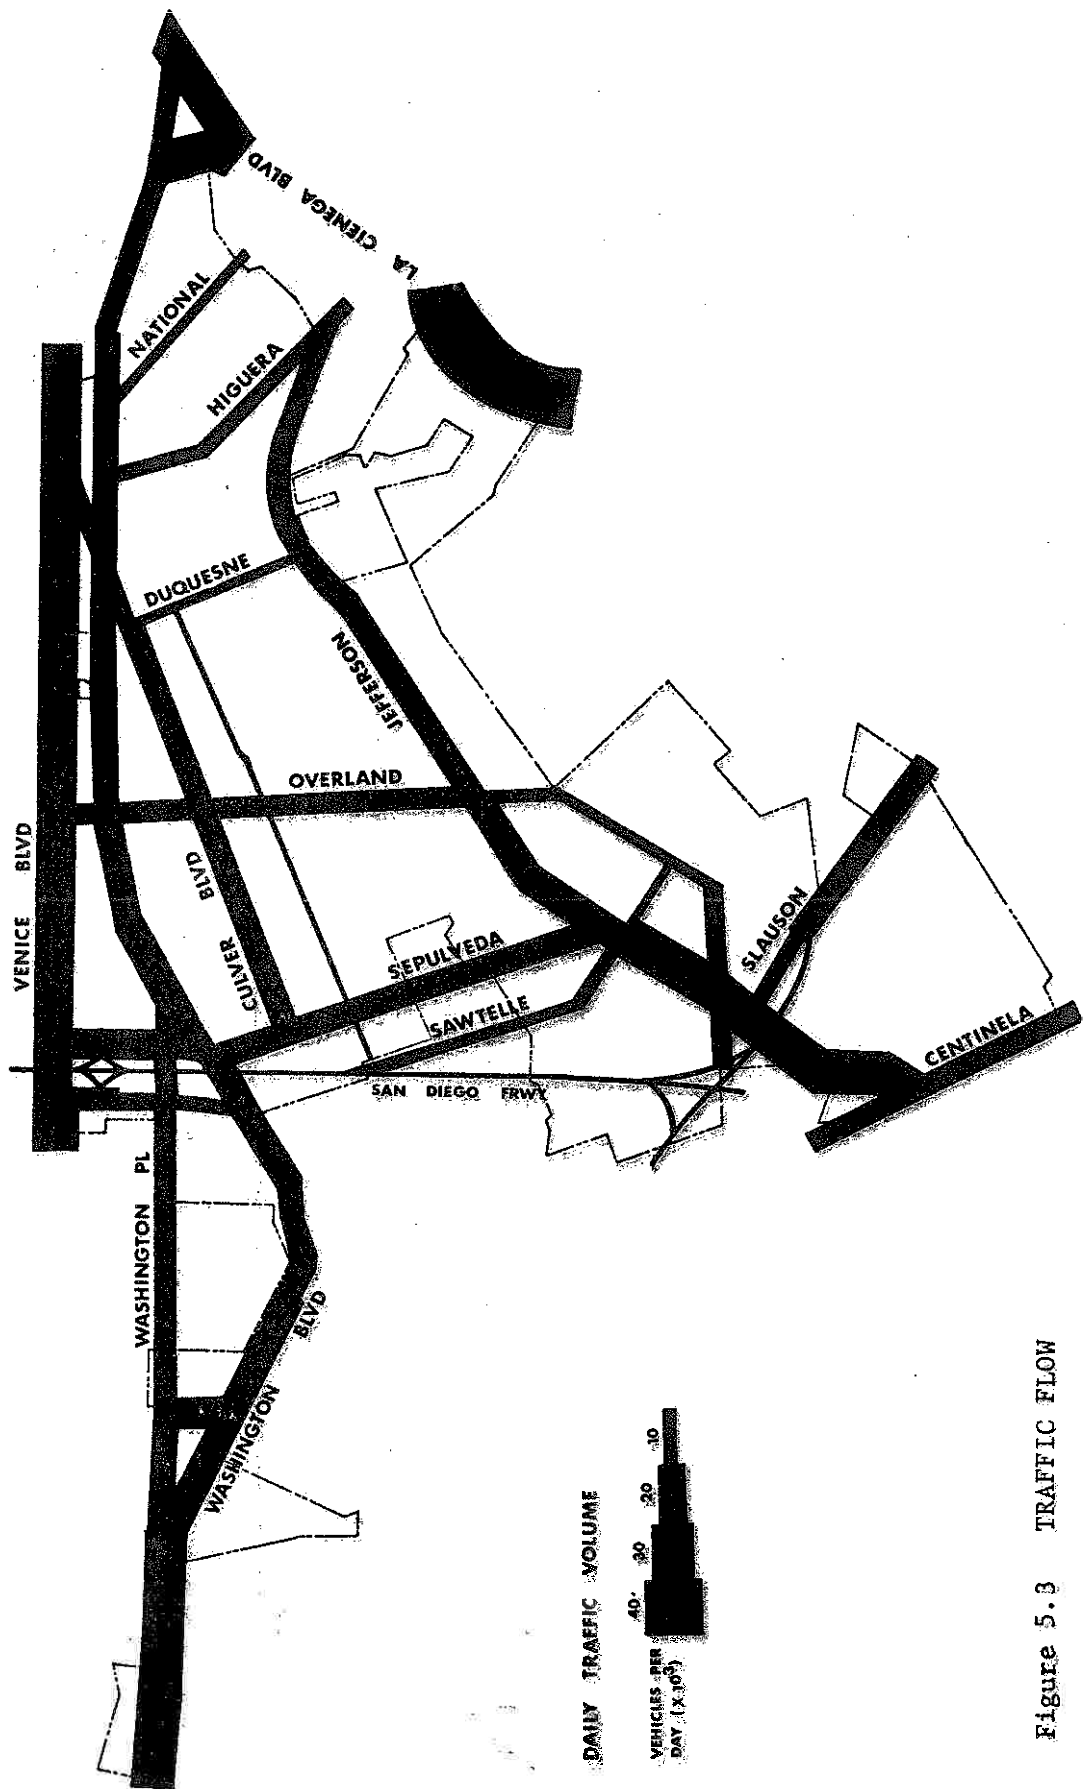 VENICE BLVD
WASHINGTON PL
WASHINGTON
BLVD
CULVER
BLVD
OVERLAND
DUQUESNE
HIGUERA
NATIONAL
LA CIENEGA BLVD
JEFFERSON
SEPULVEDA
SAWTELLE
SAN DIEGO FRWY
SLAUSON
CENTINELA
DAILY TRAFFIC VOLUME
VEHICLES PER
DAY (X10³)
40
30
20
10
Figure 5.3 TRAFFIC FLOW